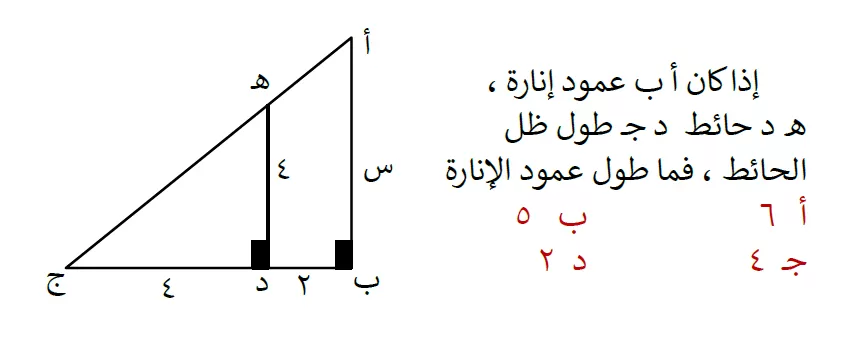 إذا كان أ ب عمود إنارة ،
هـ د حائط د جـ طول ظل
الحائط ، فما طول عمود الإنارة
أ ٦ ب ٥
جـ ٤ د ٢
أ
هـ
٤
س
ج
٤
د
٢
ب